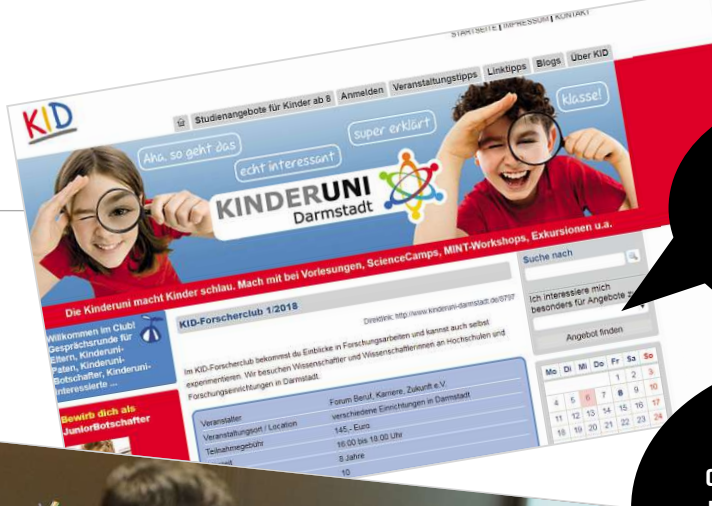 STARTSEITE | IMPRESSUM | KONTAKT
KID
Studienangebote für Kinder ab 8 Anmelden Veranstaltungstipps Linktipps Blogs Über KID
Aha, so geht das
echt interessant
super erklärt
klasse!
KINDERUNI
Darmstadt
Die Kinderuni macht Kinder schlau. Mach mit bei Vorlesungen, ScienceCamps, MINT-Workshops, Exkursionen u.a.
Willkommen im Club!
Gesprächsrunde für
Eltern, Kinderuni-
Paten, Kinderuni-
Botschafter, Kinderuni-
Interessierte ...
Bewirb dich als
JuniorBotschafter
KID-Forscherclub 1/2018
Direktlink: http://www.kinderuni-darmstadt.de/8797
Im KID-Forscherclub bekommst du Einblicke in Forschungsarbeiten und kannst auch selbst
experimentieren. Wir besuchen Wissenschaftler und Wissenschaftlerinnen an Hochschulen und
Forschungseinrichtungen in Darmstadt.
Veranstalter Forum Beruf, Karriere, Zukunft e.V.
Veranstaltungsort / Location verschiedene Einrichtungen in Darmstadt
Teilnahmegebühr 145,- Euro
16:00 bis 18:00 Uhr
8 Jahre
10
Suche nach
Ich interessiere mich
besonders für Angebote
Angebot finden
Mo Di Mi Do Fr Sa So
1 2 3
4 5 6 7 8 9 10
11 12 13 14 15 16 17
18 19 20 21 22 23 24